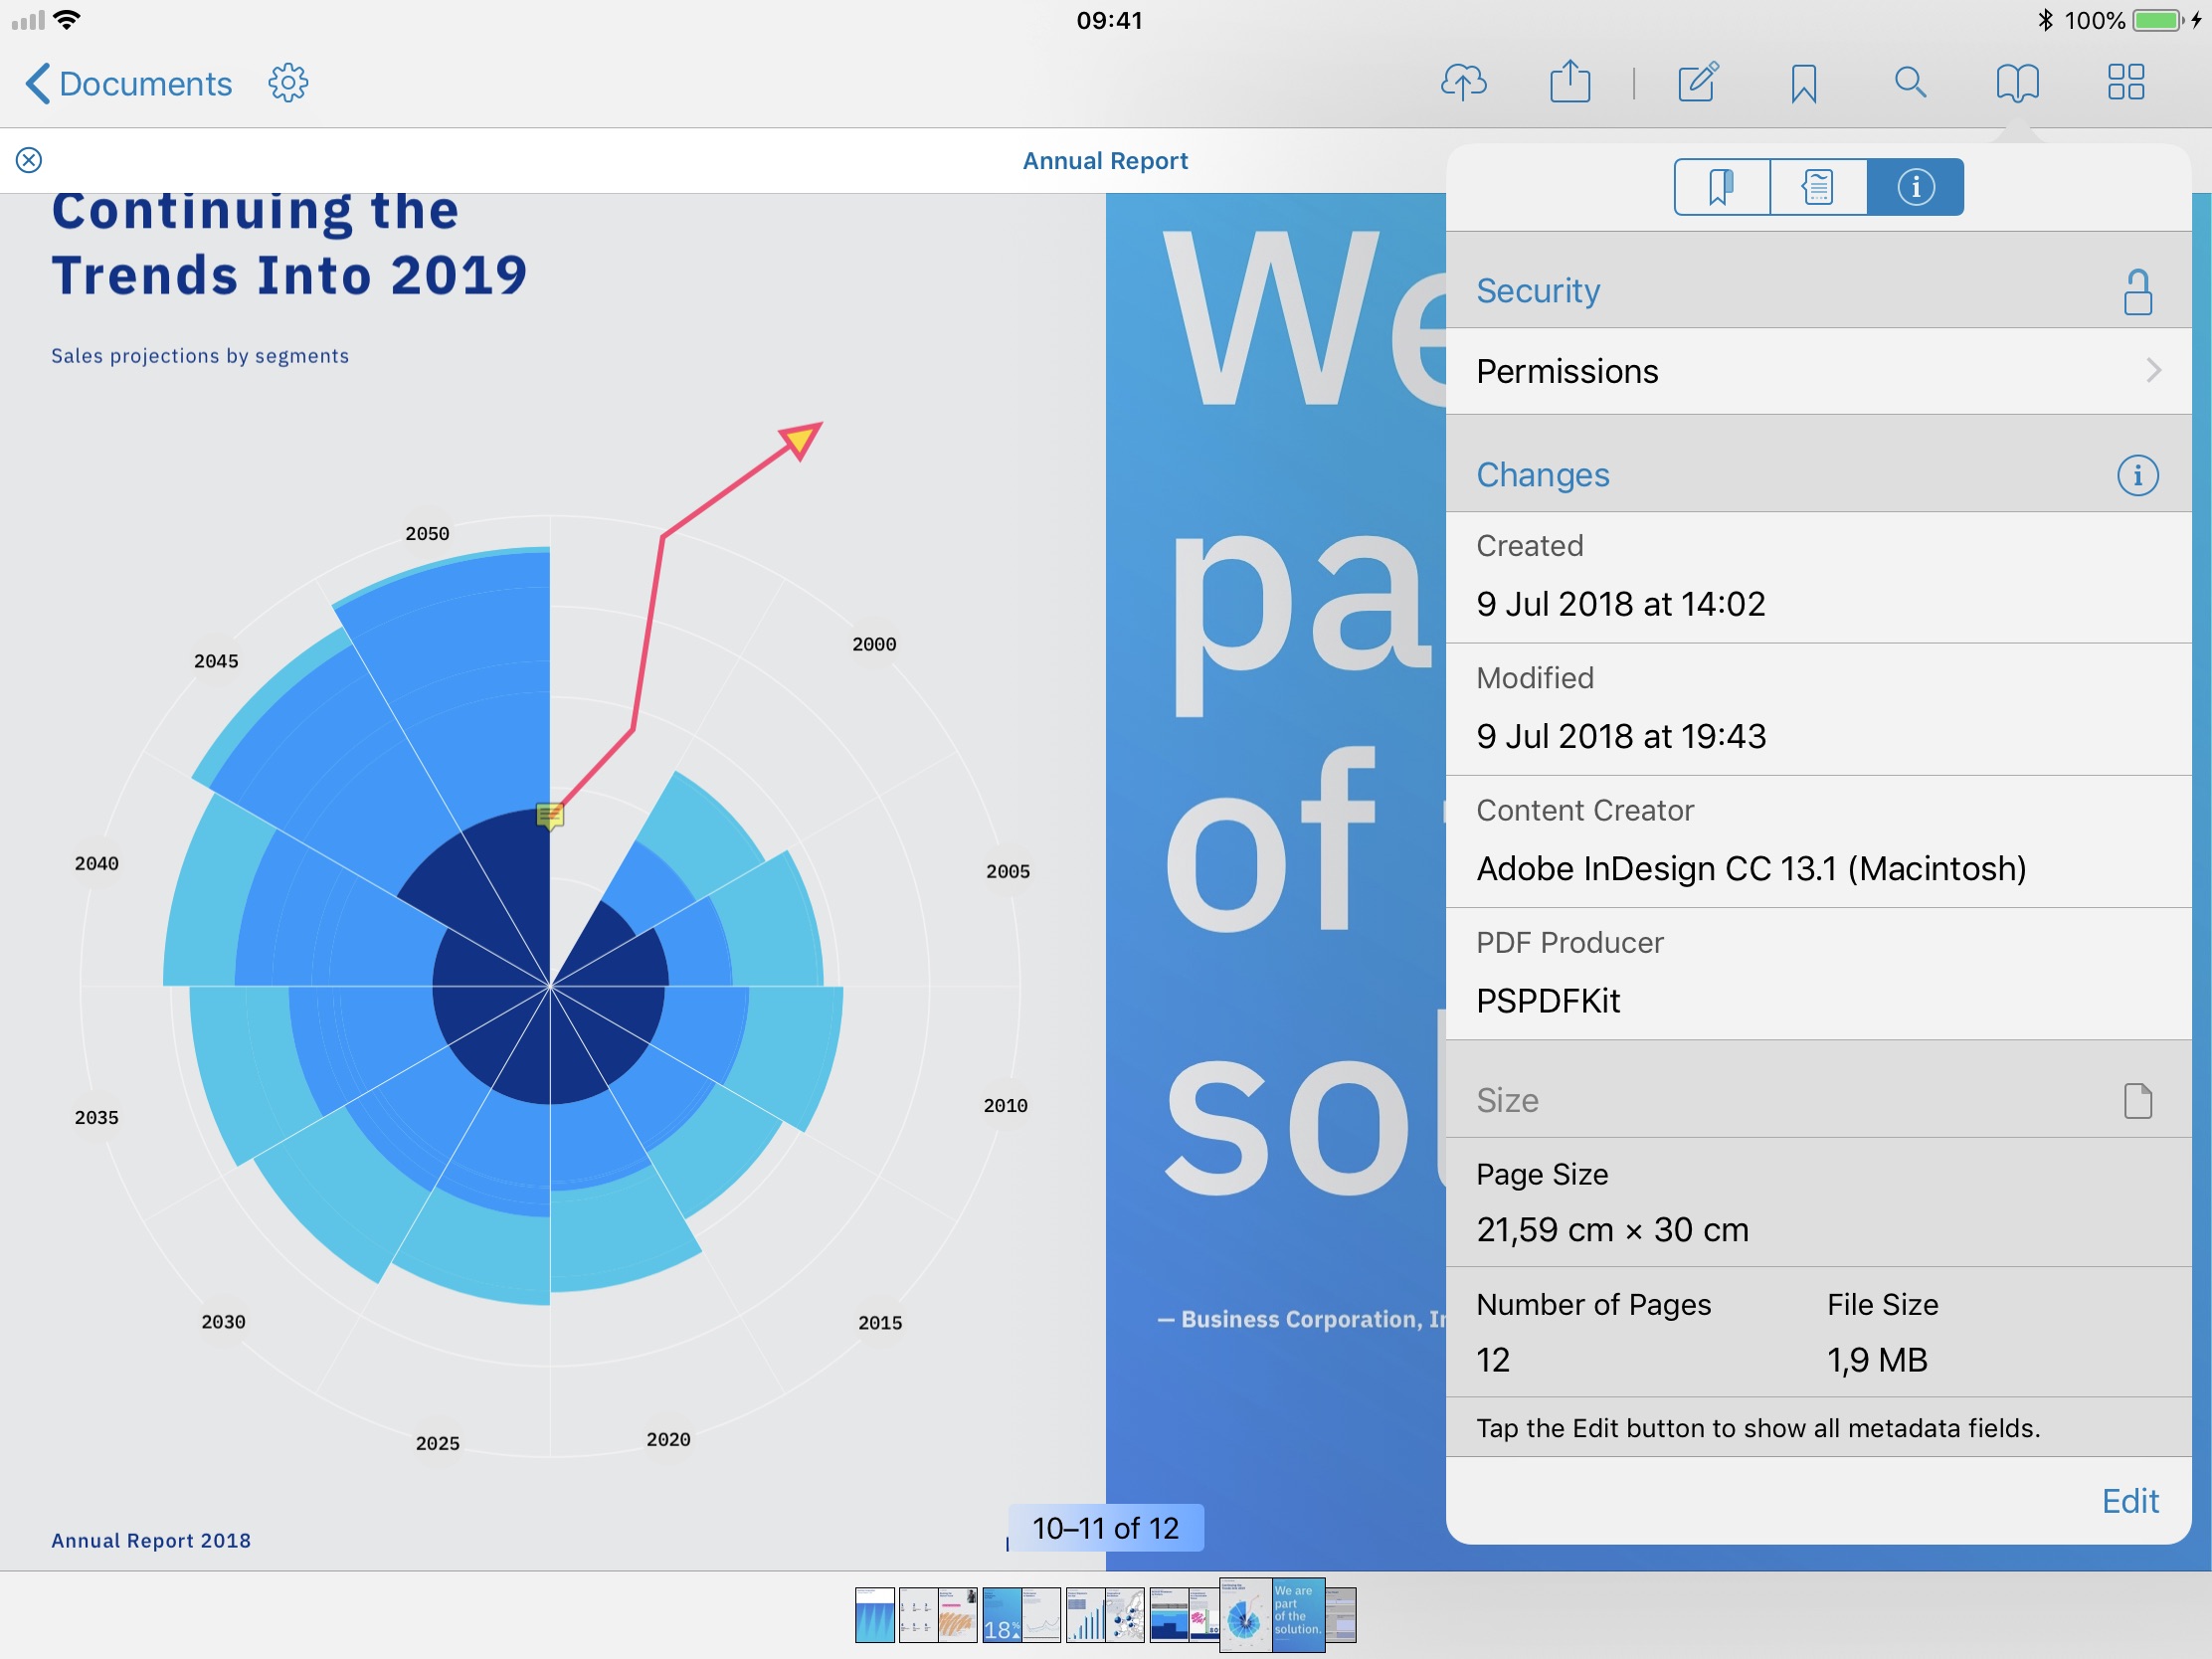 09:41
100%
Documents
Annual Report
Continuing the
Trends Into 2019
Sales projections by segments
2050
2045
2000
2040
2005
2035
2010
2030
2015
2025
2020
Annual Report 2018
We
pa
of
sol
— Business Corporation, In
10–11 of 12
Security
Permissions
Changes
Created
9 Jul 2018 at 14:02
Modified
9 Jul 2018 at 19:43
Content Creator
Adobe InDesign CC 13.1 (Macintosh)
PDF Producer
PSPDFKit
Size
Page Size
21,59 cm × 30 cm
Number of Pages File Size
12 1,9 MB
Tap the Edit button to show all metadata fields.
Edit
18%
We are
part
of the
solution.